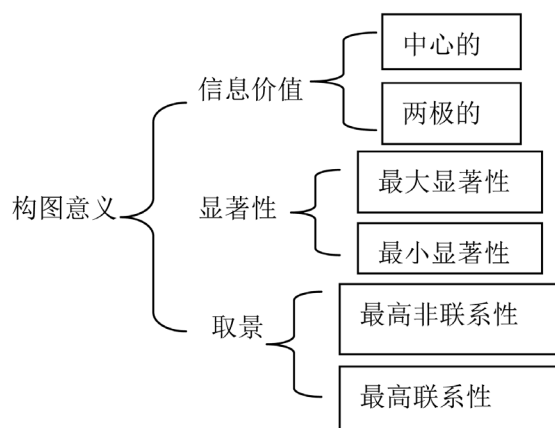 中心的
信息价值
两极的
最大显著性
构图意义
显著性
最小显著性
最高非联系性
取景
最高联系性